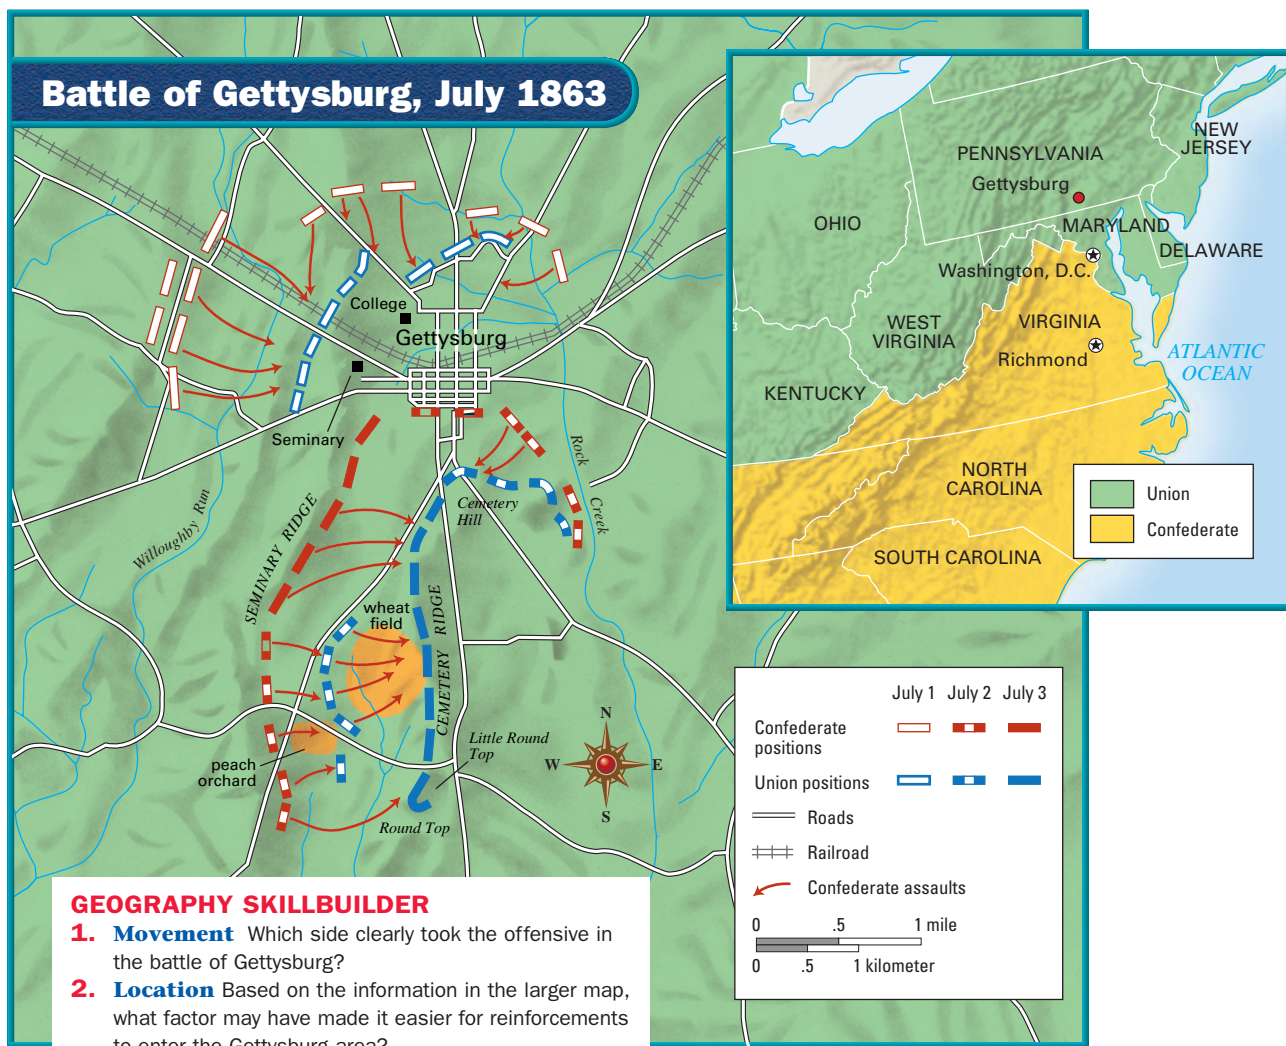 Battle of Gettysburg, July 1863
College
Gettysburg
Seminary
Willoughby Run
SEMINARY RIDGE
Rock
Creek
Cemetery
Hill
wheat
field
CEMETERY RIDGE
peach
orchard
Little Round
Top
Round Top
N
W
E
S
PENNSYLVANIA
Gettysburg
NEW
JERSEY
OHIO
MARYLAND
DELAWARE
Washington, D.C.
WEST
VIRGINIA
VIRGINIA
Richmond
ATLANTIC
OCEAN
KENTUCKY
NORTH
CAROLINA
SOUTH CAROLINA
Union
Confederate
July 1 July 2 July 3
Confederate
positions
Union positions
Roads
Railroad
Confederate assaults
0 .5 1 mile
0 .5 1 kilometer
GEOGRAPHY SKILLBUILDER
1. Movement Which side clearly took the offensive in
the battle of Gettysburg?
2. Location Based on the information in the larger map,
what factor may have made it easier for reinforcements
to enter the Gettysburg area?